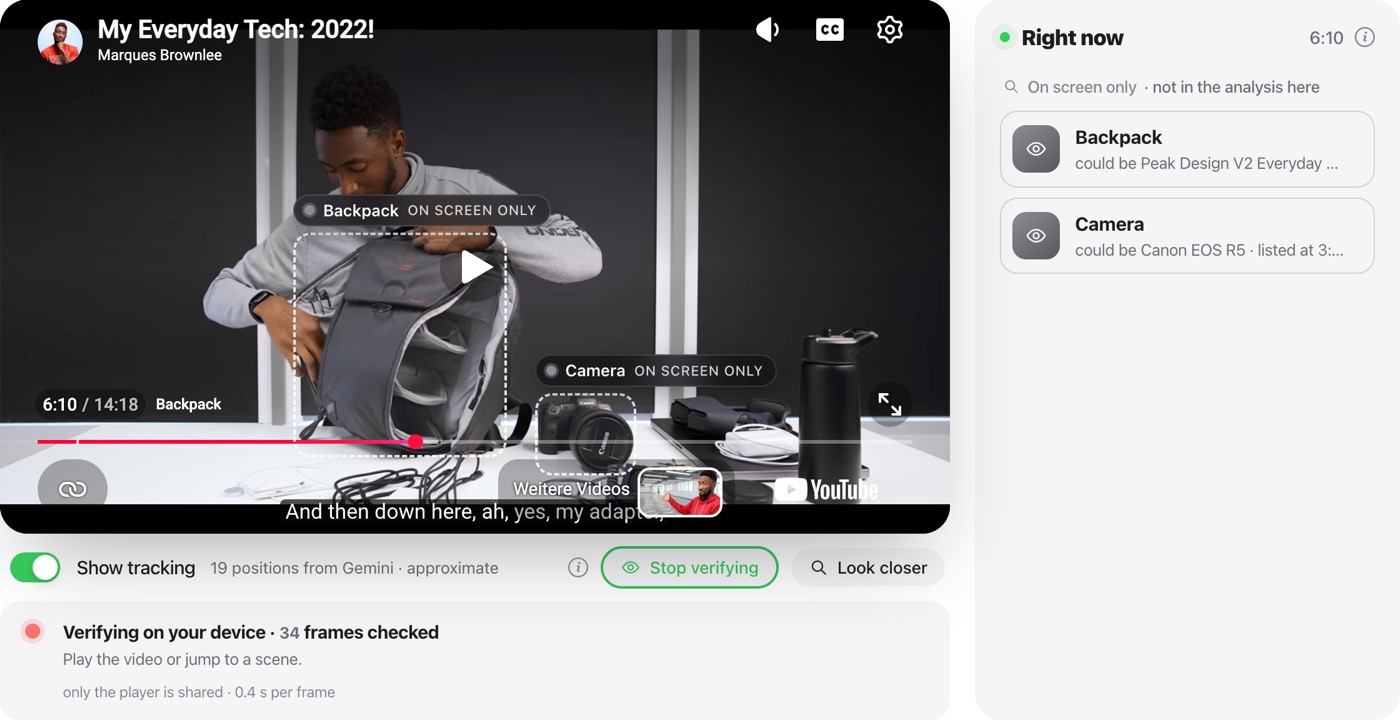 My Everyday Tech: 2022!
Marques Brownlee
CC
Backpack ON SCREEN ONLY
Camera ON SCREEN ONLY
Canon
6:10 / 14:18 Backpack
Weitere Videos
YouTube
And then down here, ah, yes, my
Show tracking 19 positions from Gemini · approximate
Stop verifying
Look closer
Verifying on your device · 34 frames checked
Play the video or jump to a scene.
only the player is shared · 0.4 s per frame
Right now 6:10
On screen only · not in the analysis here
Backpack
could be Peak Design V2 Everyday ...
Camera
could be Canon EOS R5 · listed at 3:...